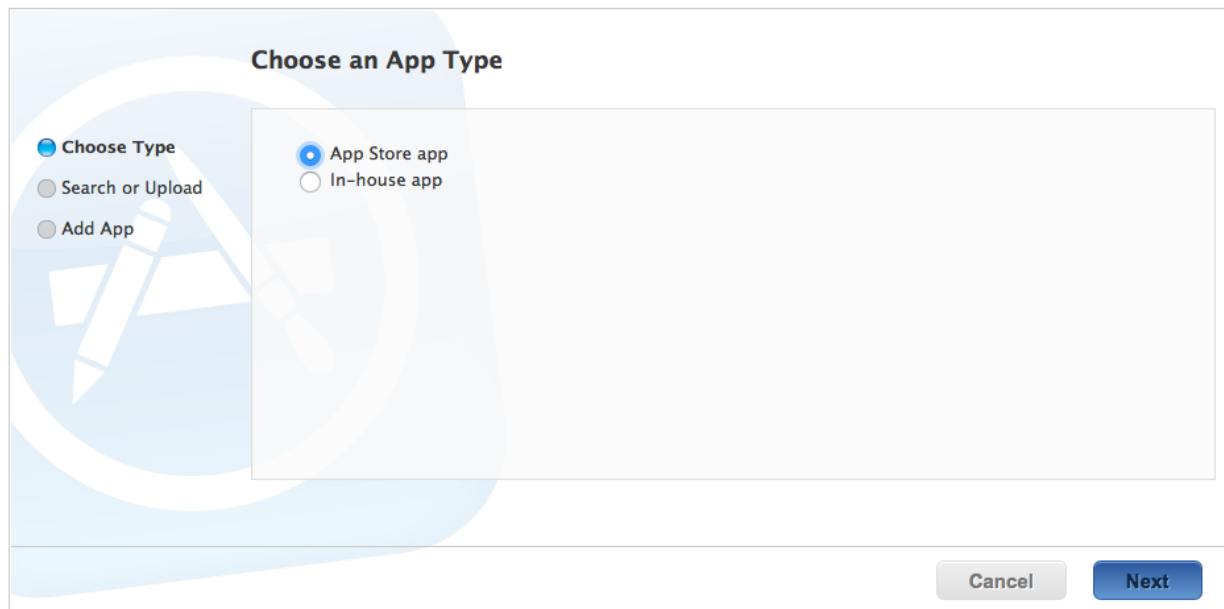 Choose an App Type
Choose Type
Search or Upload
Add App
App Store app
In-house app
Cancel
Next